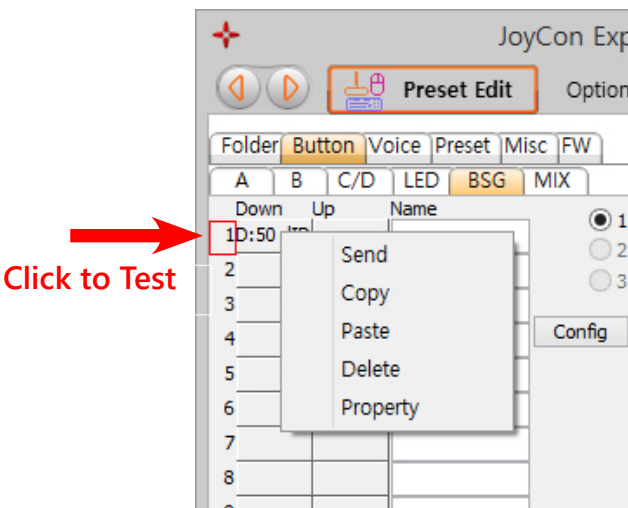 JoyCon Exp
Preset Edit Option
Folder Button Voice Preset Misc FW
A B C/D LED BSG MIX
Down Up Name
1 D:50
1
2
3
Click to Test
2
3
4
5
6
7
8
Send
Copy
Paste
Delete
Property
Config